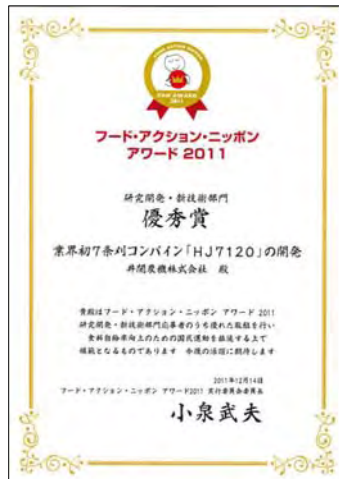 FOOD ACTION NIPPON
FAN AWARD
2011
フード・アクション・ニッポン
アワード 2011
研究開発・新技術部門
優秀賞
業界初7条刈コンバイン「HJ7120」の開発
井関農機株式会社 殿
貴殿はフード・アクション・ニッポン アワード 2011
研究開発・新技術部門応募者のうち優れた取組を行い
食料自給率向上のための国民運動を推進する上で
模範となるものであります 今後の活躍に期待します
2011年12月14日
フード・アクション・ニッポン アワード2011 実行委員会委員長
小泉武夫